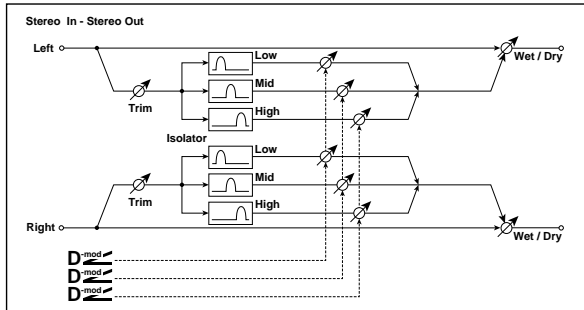 Stereo In - Stereo Out
Left
Wet / Dry
Low
Mid
High
Trim
Isolator
Low
Mid
High
Trim
Right
Wet / Dry
D-mod
D-mod
D-mod